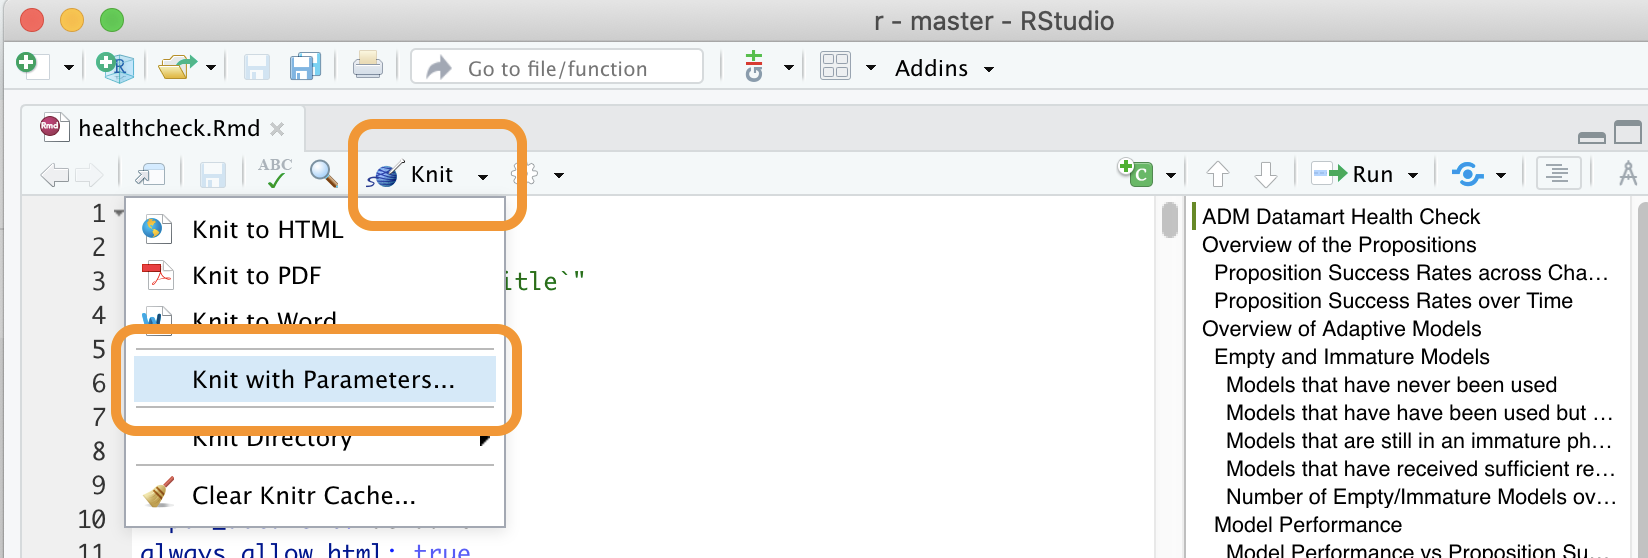 r - master - RStudio
Go to file/function
Addins
Rmd
healthcheck.Rmd
ABC
Knit
C
Run
1
2
3
4
5
6
7
8
9
10
11
Knit to HTML
Knit to PDF
itle`"
Knit to Word
Knit with Parameters...
Knit Directory
Clear Knitr Cache...
always_allow_html: true
ADM Datamart Health Check
Overview of the Propositions
Proposition Success Rates across Cha…
Proposition Success Rates over Time
Overview of Adaptive Models
Empty and Immature Models
Models that have never been used
Models that have have been used but …
Models that are still in an immature ph…
Models that have received sufficient re…
Number of Empty/Immature Models ov…
Model Performance
Model Performance vs Proposition Su…